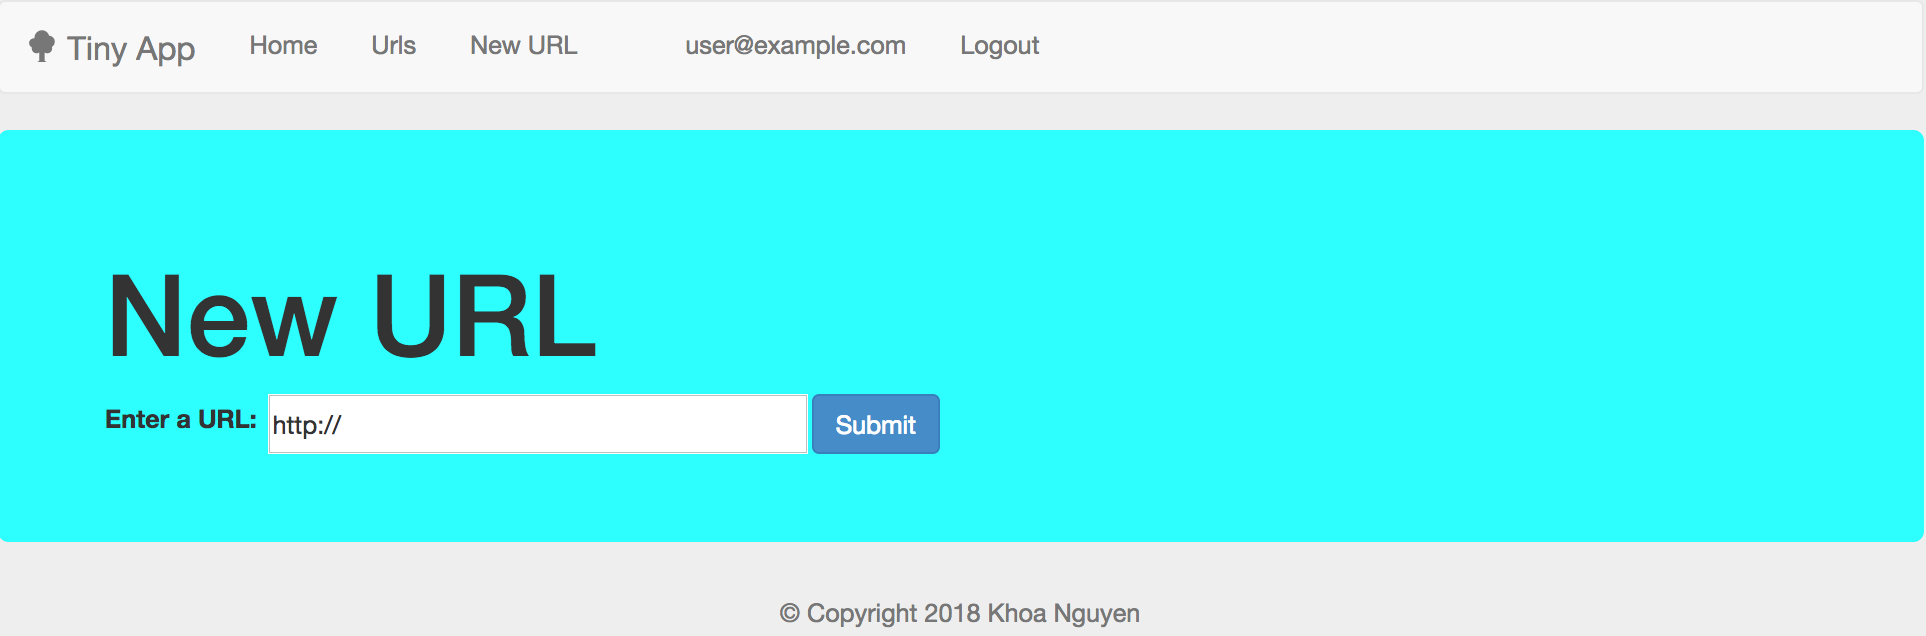 Tiny App Home Urls New URL user@example.com Logout
New URL
Enter a URL: http:// Submit
© Copyright 2018 Khoa Nguyen